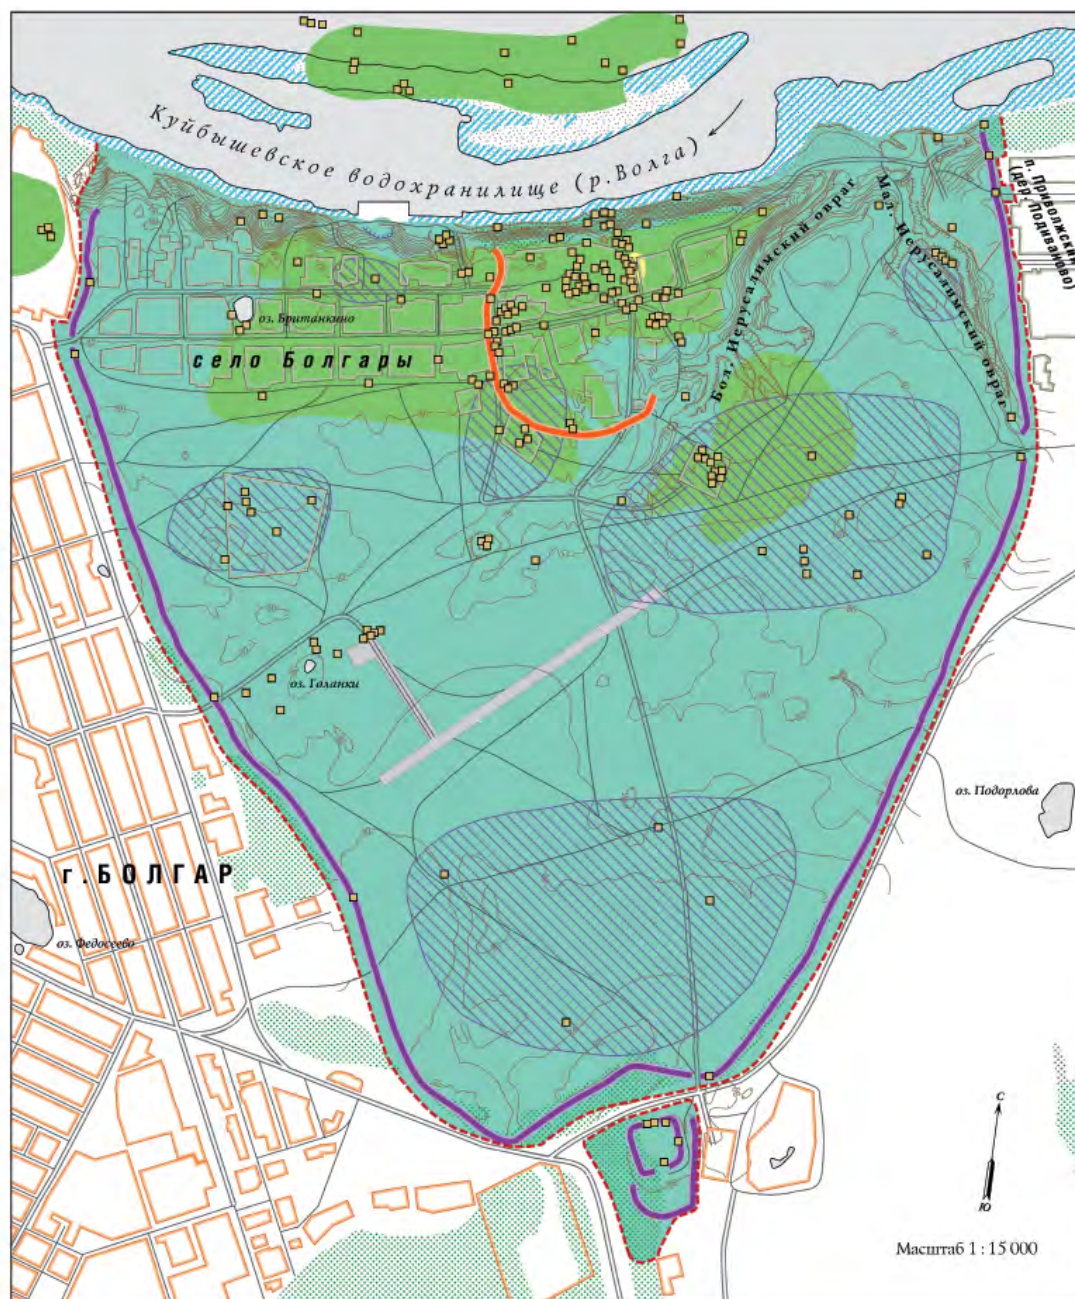 Куйбышевское водохранилище (р.Волга)
п. Приволжский
(дер. Подиваново)
Бол. Иерусалимский овраг
Мал. Иерусалимский овраг
оз. Британкино
село Болгары
оз. Голанки
оз. Подорлова
г. БОЛГАР
оз. Федосеево
С
Ю
Масштаб 1 : 15 000